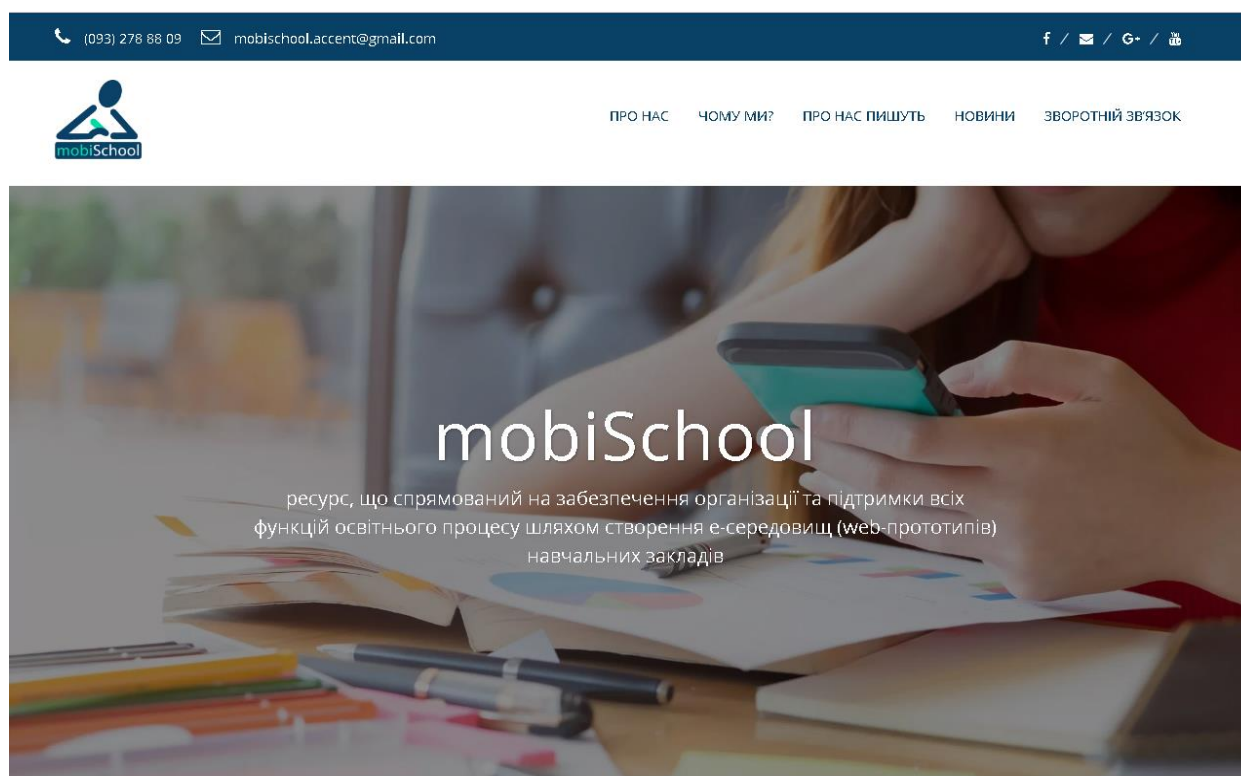 (093) 278 88 09 mobischool.accent@gmail.com
mobiSchool
ПРО НАС ЧОМУ МИ? ПРО НАС ПИШУТЬ НОВИНИ ЗВОРОТНІЙ ЗВ'ЯЗОК
mobiSchool
ресурс, що спрямований на забезпечення організації та підтримки всіх
функцій освітнього процесу шляхом створення е-середовищ (web-прототипів)
навчальних закладів